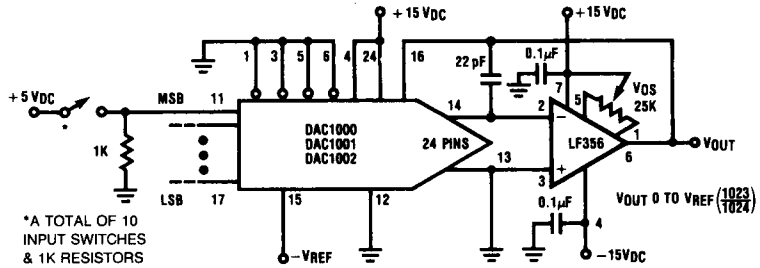 +15 VDC
+15 VDC
1
3
5
6
4
24
16
22 pF
0.1µF
7
5
VOS
25K
+5 VDC
*
MSB
11
14
2
1K
DAC1000
DAC1001
DAC1002
24 PINS
−
LF356
+
1
6
VOUT
13
3
LSB
17
15
12
0.1µF
4
VOUT 0 TO VREF (1023/1024)
−VREF
−15VDC
*A TOTAL OF 10
INPUT SWITCHES
& 1K RESISTORS